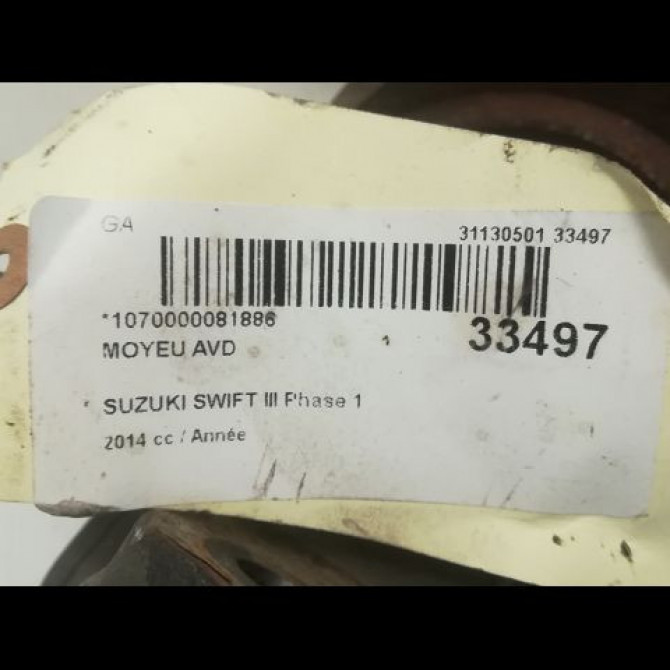 GA
31130501 33497
*1070000081886
33497
MOYEU AVD
SUZUKI SWIFT III Phase 1
2014 cc / Année